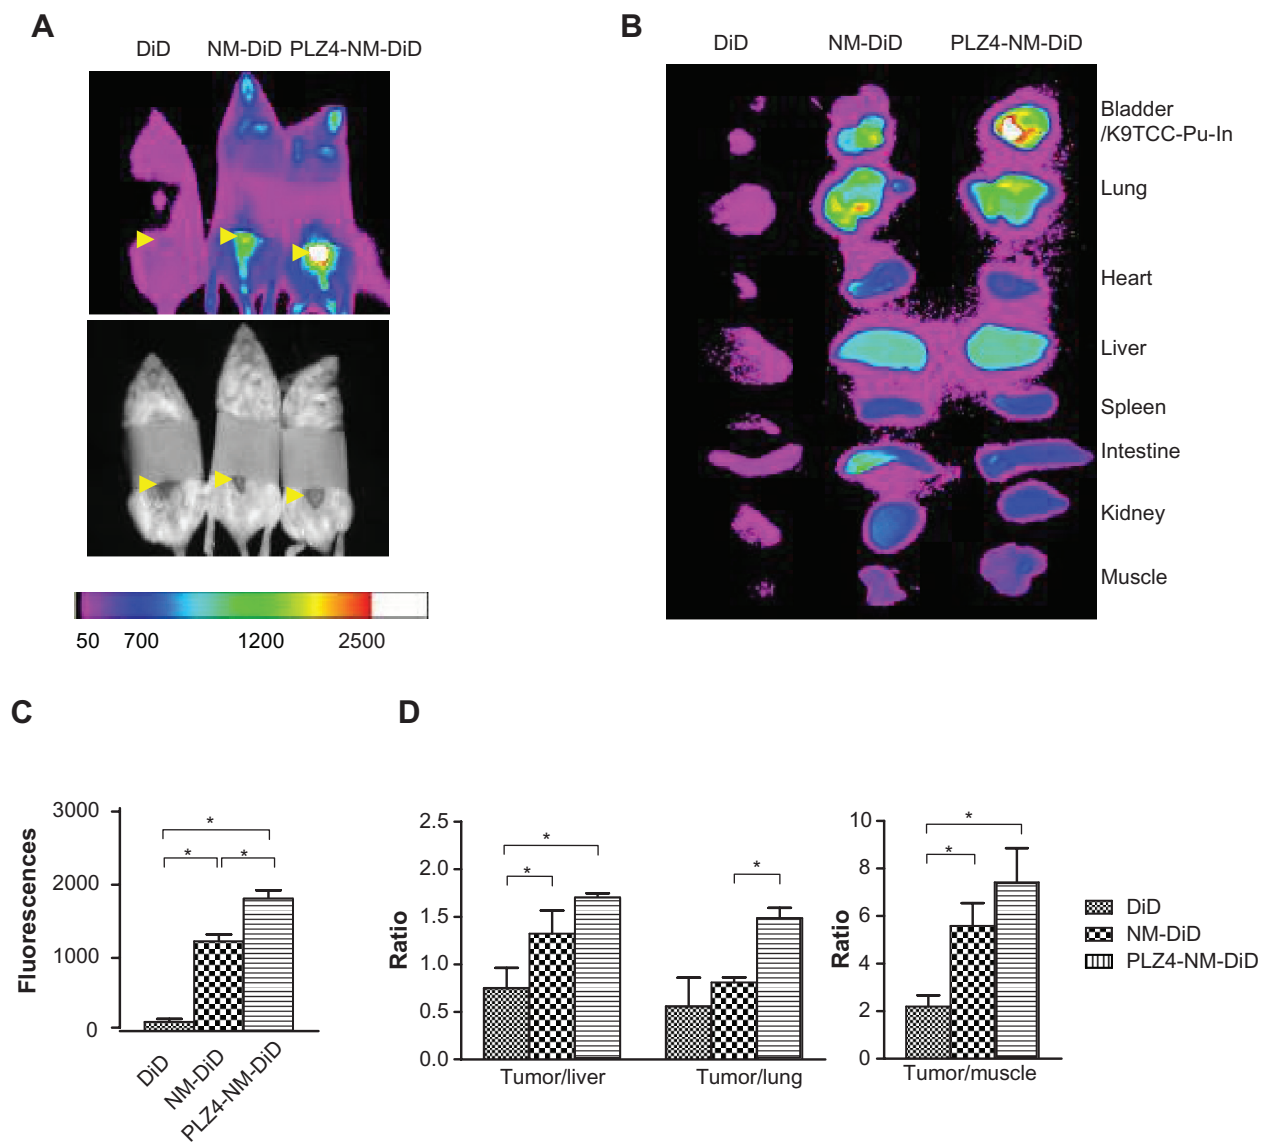 A
DiD NM-DiD PLZ4-NM-DiD
50 700 1200 2500
B
DiD NM-DiD PLZ4-NM-DiD
Bladder
/K9TCC-Pu-In
Lung
Heart
Liver
Spleen
Intestine
Kidney
Muscle
C
Fluorescences
3000
2000
1000
0
* * *
DiD NM-DiD PLZ4-NM-DiD
D
Ratio
2.5
2.0
1.5
1.0
0.5
0.0
* * *
Tumor/liver Tumor/lung
Ratio
10
8
6
4
2
0
* *
Tumor/muscle
DiD
NM-DiD
PLZ4-NM-DiD